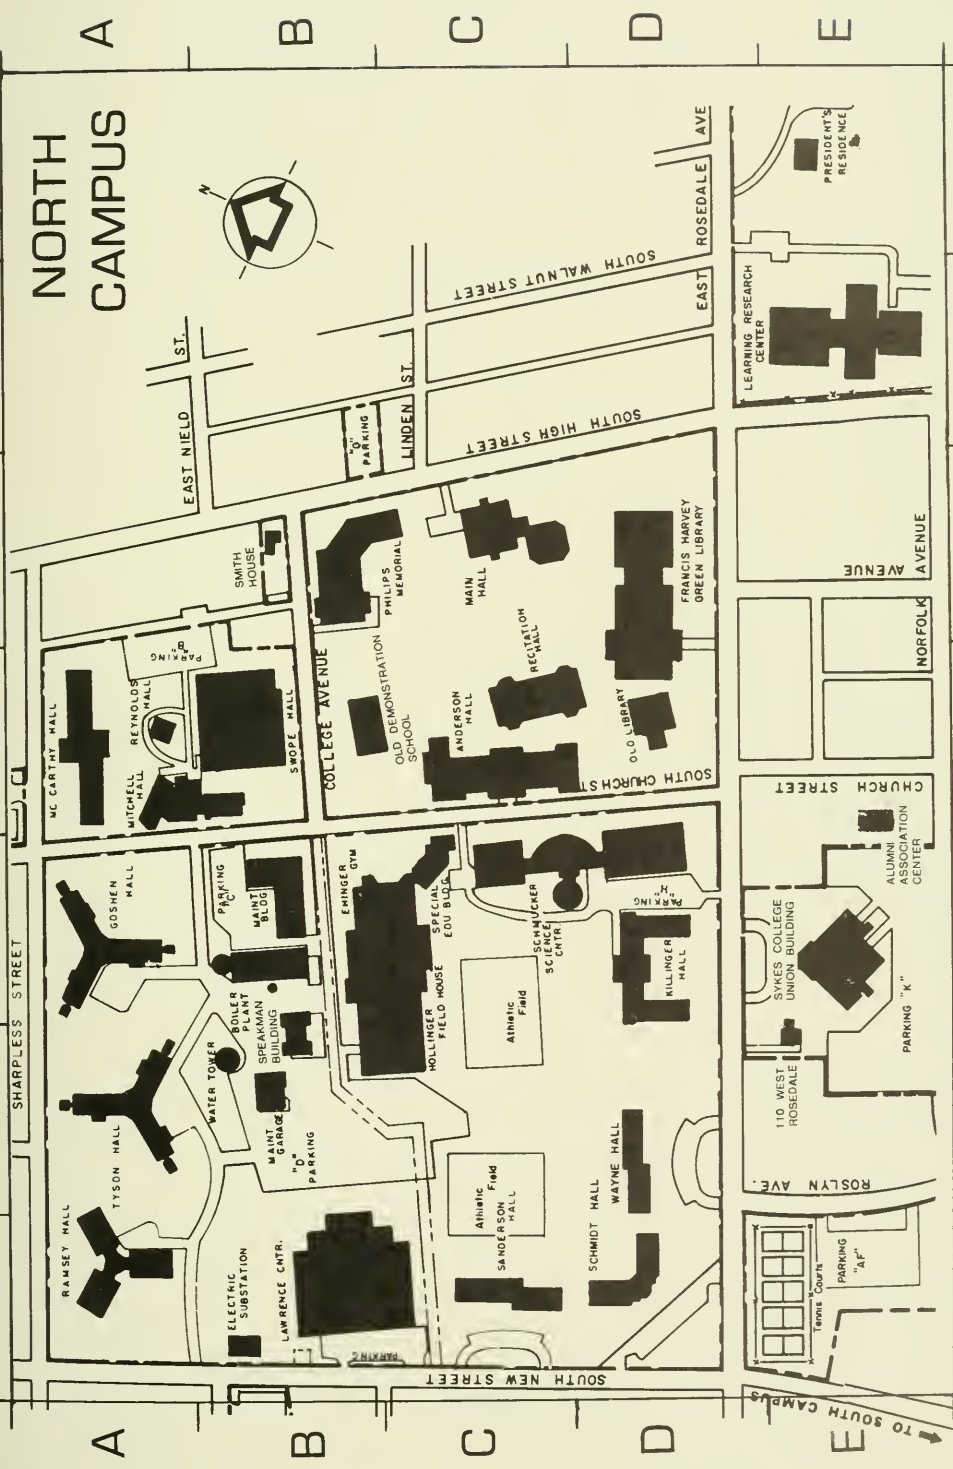 A
B
C
D
E
NORTH
CAMPUS
N
SHARPLESS STREET
EAST NIELD
ST.
LINDEN
ST.
SOUTH WALNUT STREET
SOUTH HIGH STREET
EAST
ROSEDALE
AVE
PRESIDENT'S
RESIDENCE
LEARNING RESEARCH
CENTER
"O"
PARKING
SMITH
HOUSE
PHILIPS
MEMORIAL
MAIN
HALL
FRANCIS HARVEY
GREEN LIBRARY
AVENUE
NORFOLK
AVENUE
MC CARTHY HALL
REYNOLDS
HALL
PARKING
"B"
MITCHELL
HALL
SWOPE HALL
COLLEGE AVENUE
OLD DEMONSTRATION
SCHOOL
ANDERSON
HALL
RECITATION
HALL
OLD LIBRARY
SOUTH CHURCH ST
CHURCH STREET
ALUMNI
ASSOCIATION
CENTER
GOSHEN
HALL
PARKING
"C"
MAINT
BLDG
EHINGER
GYM
SPECIAL
EDU BLDG
SCHMUCKER
SCIENCE
CNTR.
PARKING
"H"
KILLINGER
HALL
SYKES COLLEGE
UNION BUILDING
PARKING "K"
BOILER
PLANT
SPEAKMAN
BUILDING
HOLLINGER
FIELD HOUSE
Athletic
Field
WATER TOWER
TYSON HALL
MAINT
GARAGE
"D"
PARKING
110 WEST
ROSEDALE
ROSLYN AVE.
RAMSEY HALL
ELECTRIC
SUBSTATION
LAWRENCE CNTR.
PARKING
Athletic
Field
SANDERSON
HALL
SCHMIDT HALL
WAYNE HALL
Tennis Courts
PARKING
"AF"
SOUTH NEW STREET
TO SOUTH CAMPUS
A
B
C
D
E